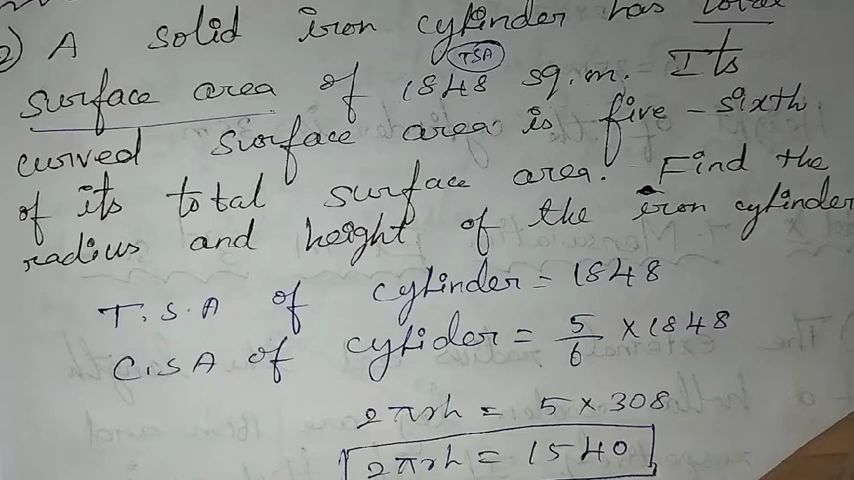 2) A solid iron cylinder has total
surface area of 1848 sq.m. Its
TSA
curved surface area is five - sixth
of its total surface area. Find the
radius and height of the iron cylinder
T.S.A of cylinder = 1848
C.S.A of cylider = 5/6 × 1848
2πrh = 5 × 308
2πrh = 1540